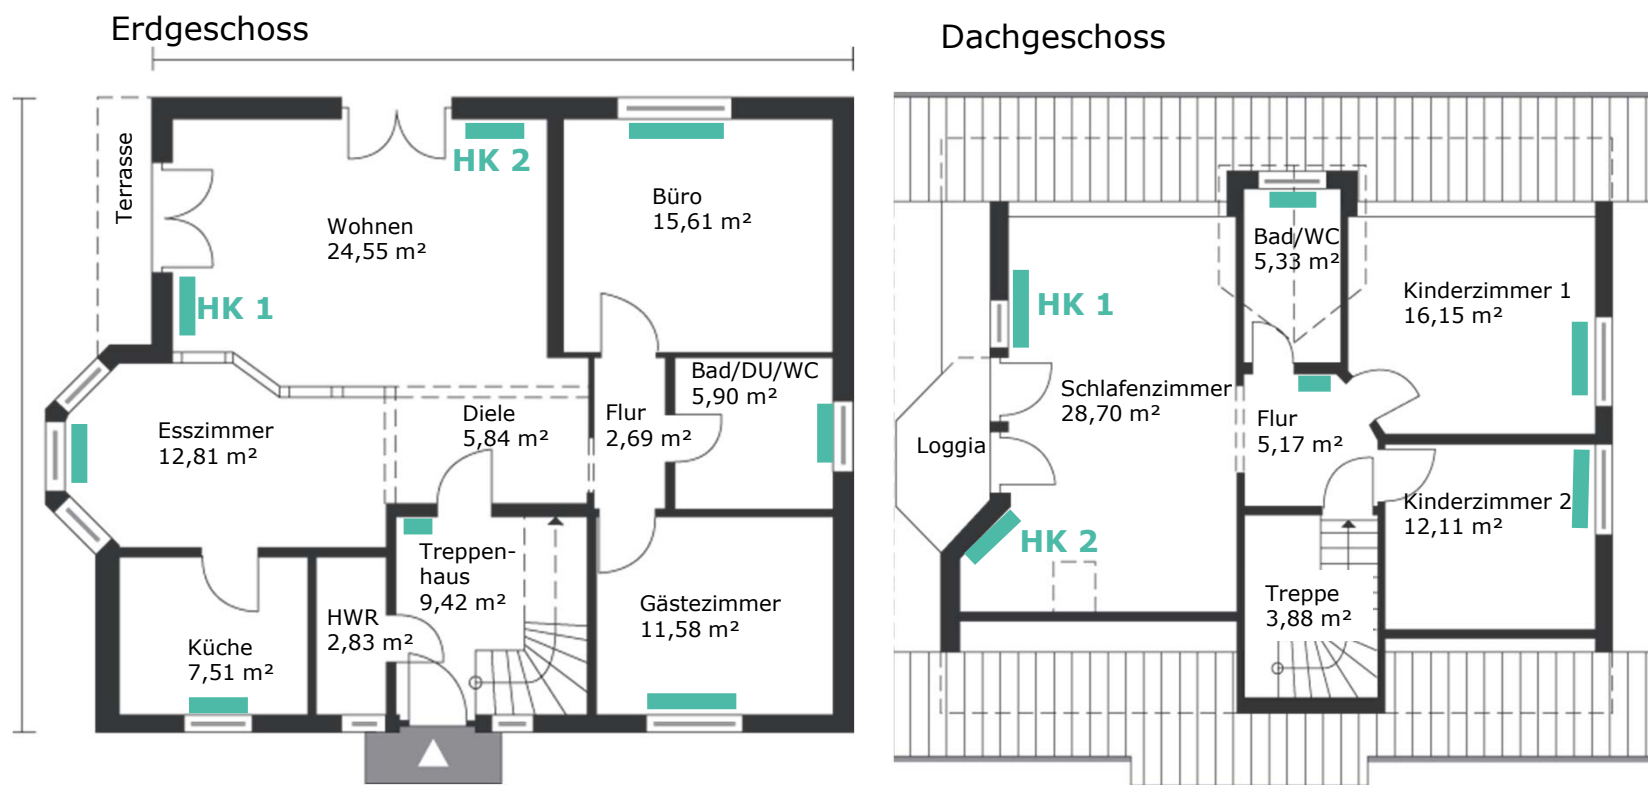 Erdgeschoss
Terrasse
HK 2
Wohnen
24,55 m²
Büro
15,61 m²
HK 1
Esszimmer
12,81 m²
Diele
5,84 m²
Flur
2,69 m²
Bad/DU/WC
5,90 m²
Treppen-
haus
9,42 m²
HWR
2,83 m²
Küche
7,51 m²
Gästezimmer
11,58 m²
Dachgeschoss
Bad/WC
5,33 m²
HK 1
Kinderzimmer 1
16,15 m²
Schlafenzimmer
28,70 m²
Flur
5,17 m²
Loggia
HK 2
Kinderzimmer 2
12,11 m²
Treppe
3,88 m²